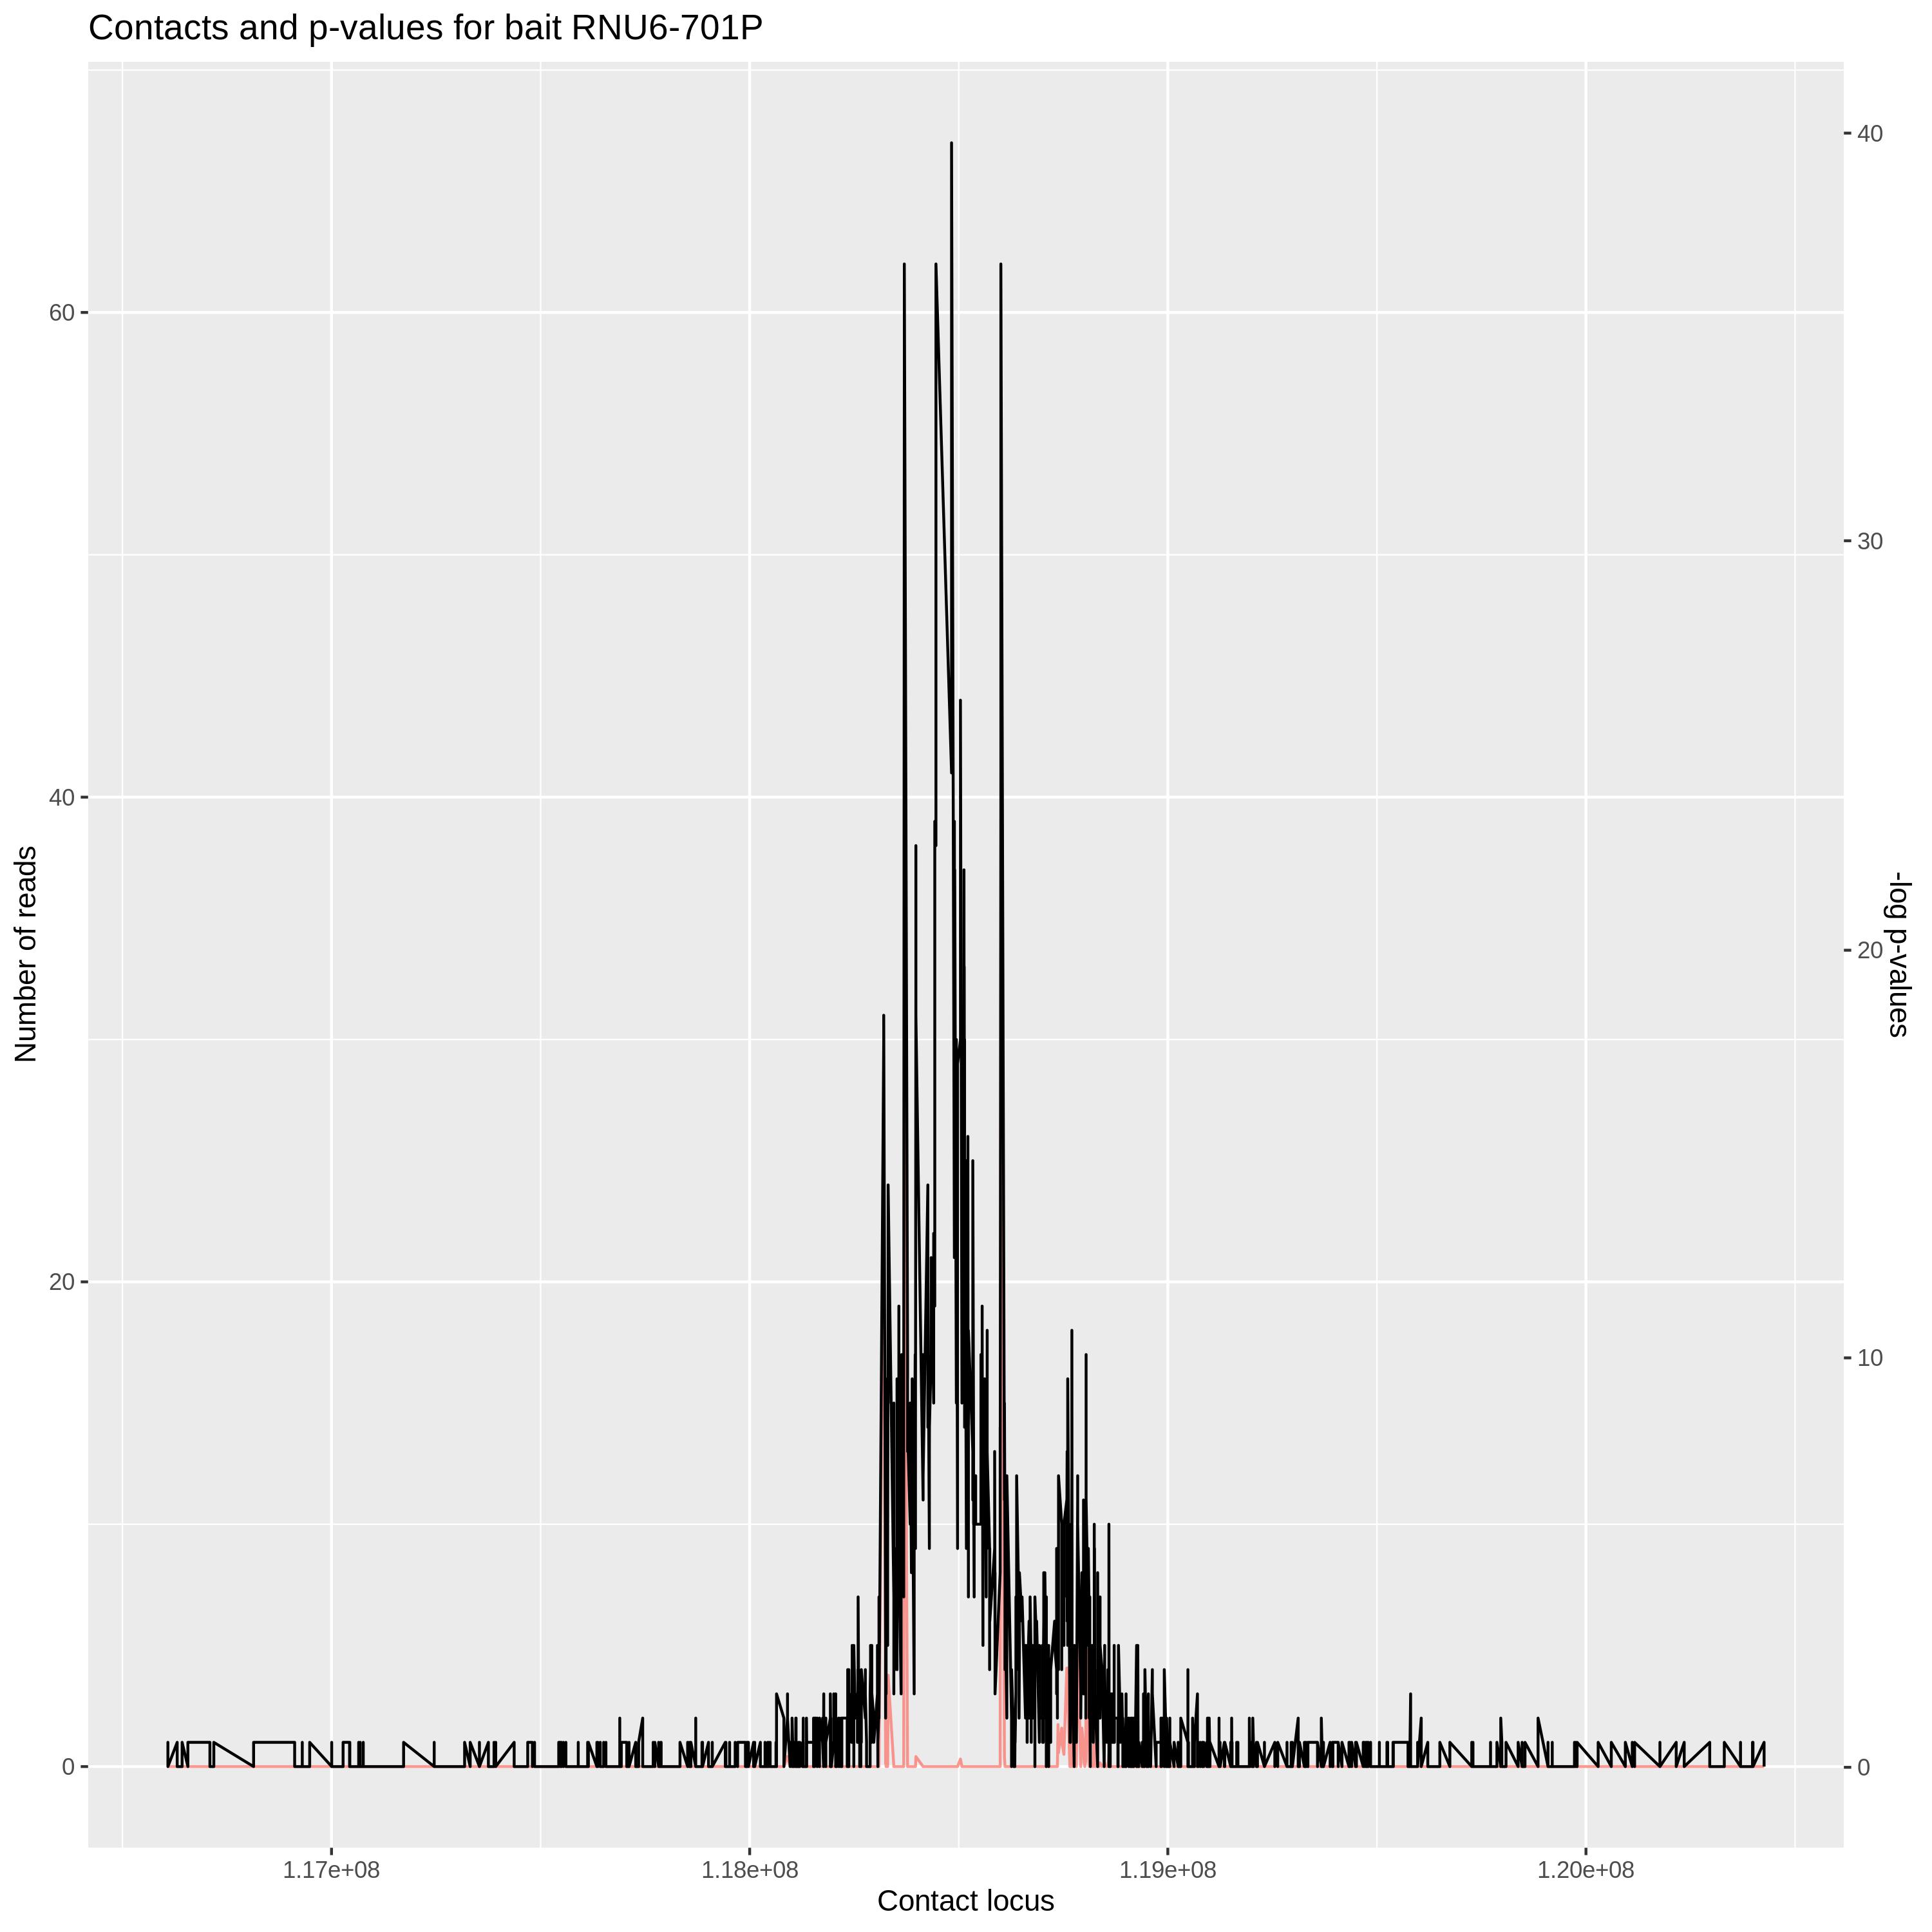 Contacts and p-values for bait RNU6-701P
60
40
20
0
Number of reads
40
30
20
10
0
-log p-values
1.17e+08
1.18e+08
1.19e+08
1.20e+08
Contact locus